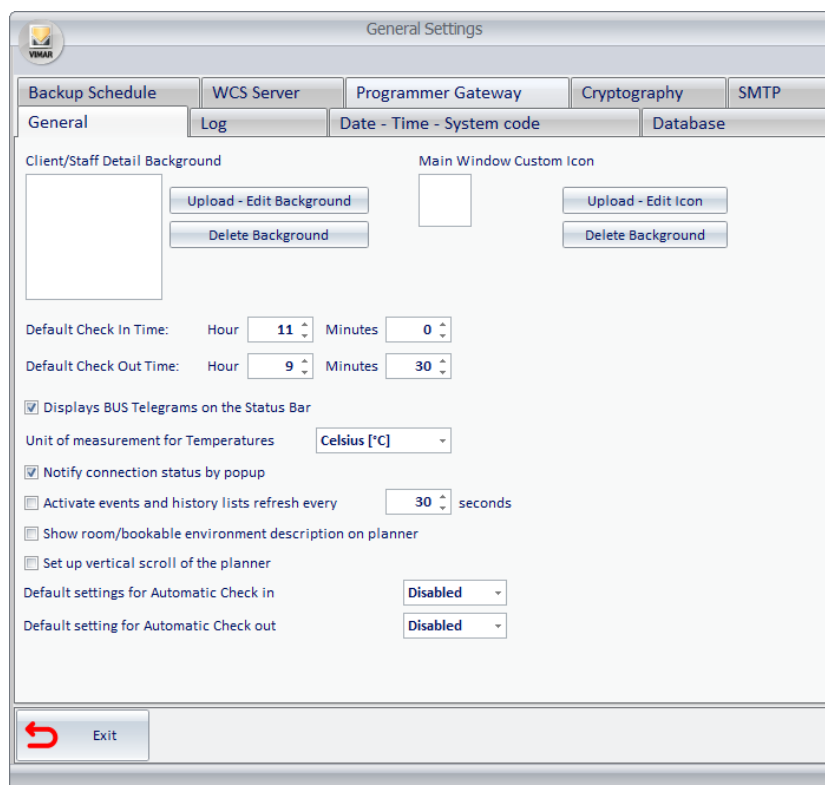 General Settings
VIMAR
Backup Schedule WCS Server Programmer Gateway Cryptography SMTP
General Log Date - Time - System code Database
Client/Staff Detail Background Main Window Custom Icon
Upload - Edit Background Upload - Edit Icon
Delete Background Delete Background
Default Check In Time: Hour 11 Minutes 0
Default Check Out Time: Hour 9 Minutes 30
Displays BUS Telegrams on the Status Bar
Unit of measurement for Temperatures Celsius [°C]
Notify connection status by popup
Activate events and history lists refresh every 30 seconds
Show room/bookable environment description on planner
Set up vertical scroll of the planner
Default settings for Automatic Check in Disabled
Default setting for Automatic Check out Disabled
Exit